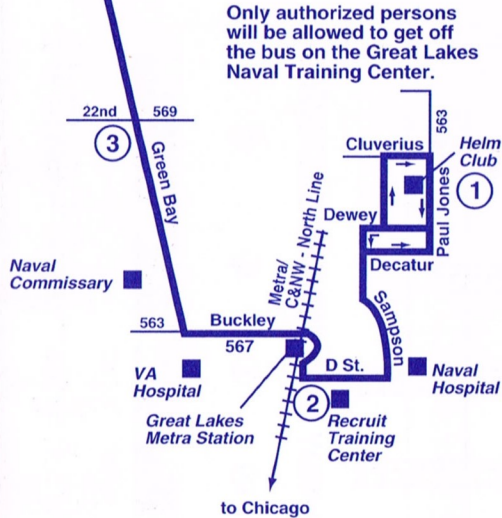 Only authorized persons
will be allowed to get off
the bus on the Great Lakes
Naval Training Center.
22nd
569
3
Green Bay
563
Cluverius
Helm
Club
1
Paul Jones
Dewey
Decatur
Metra/
C&NW - North Line
Naval
Commissary
Sampson
563
Buckley
567
D St.
VA
Hospital
Naval
Hospital
Great Lakes
Metra Station
2
Recruit
Training
Center
to Chicago